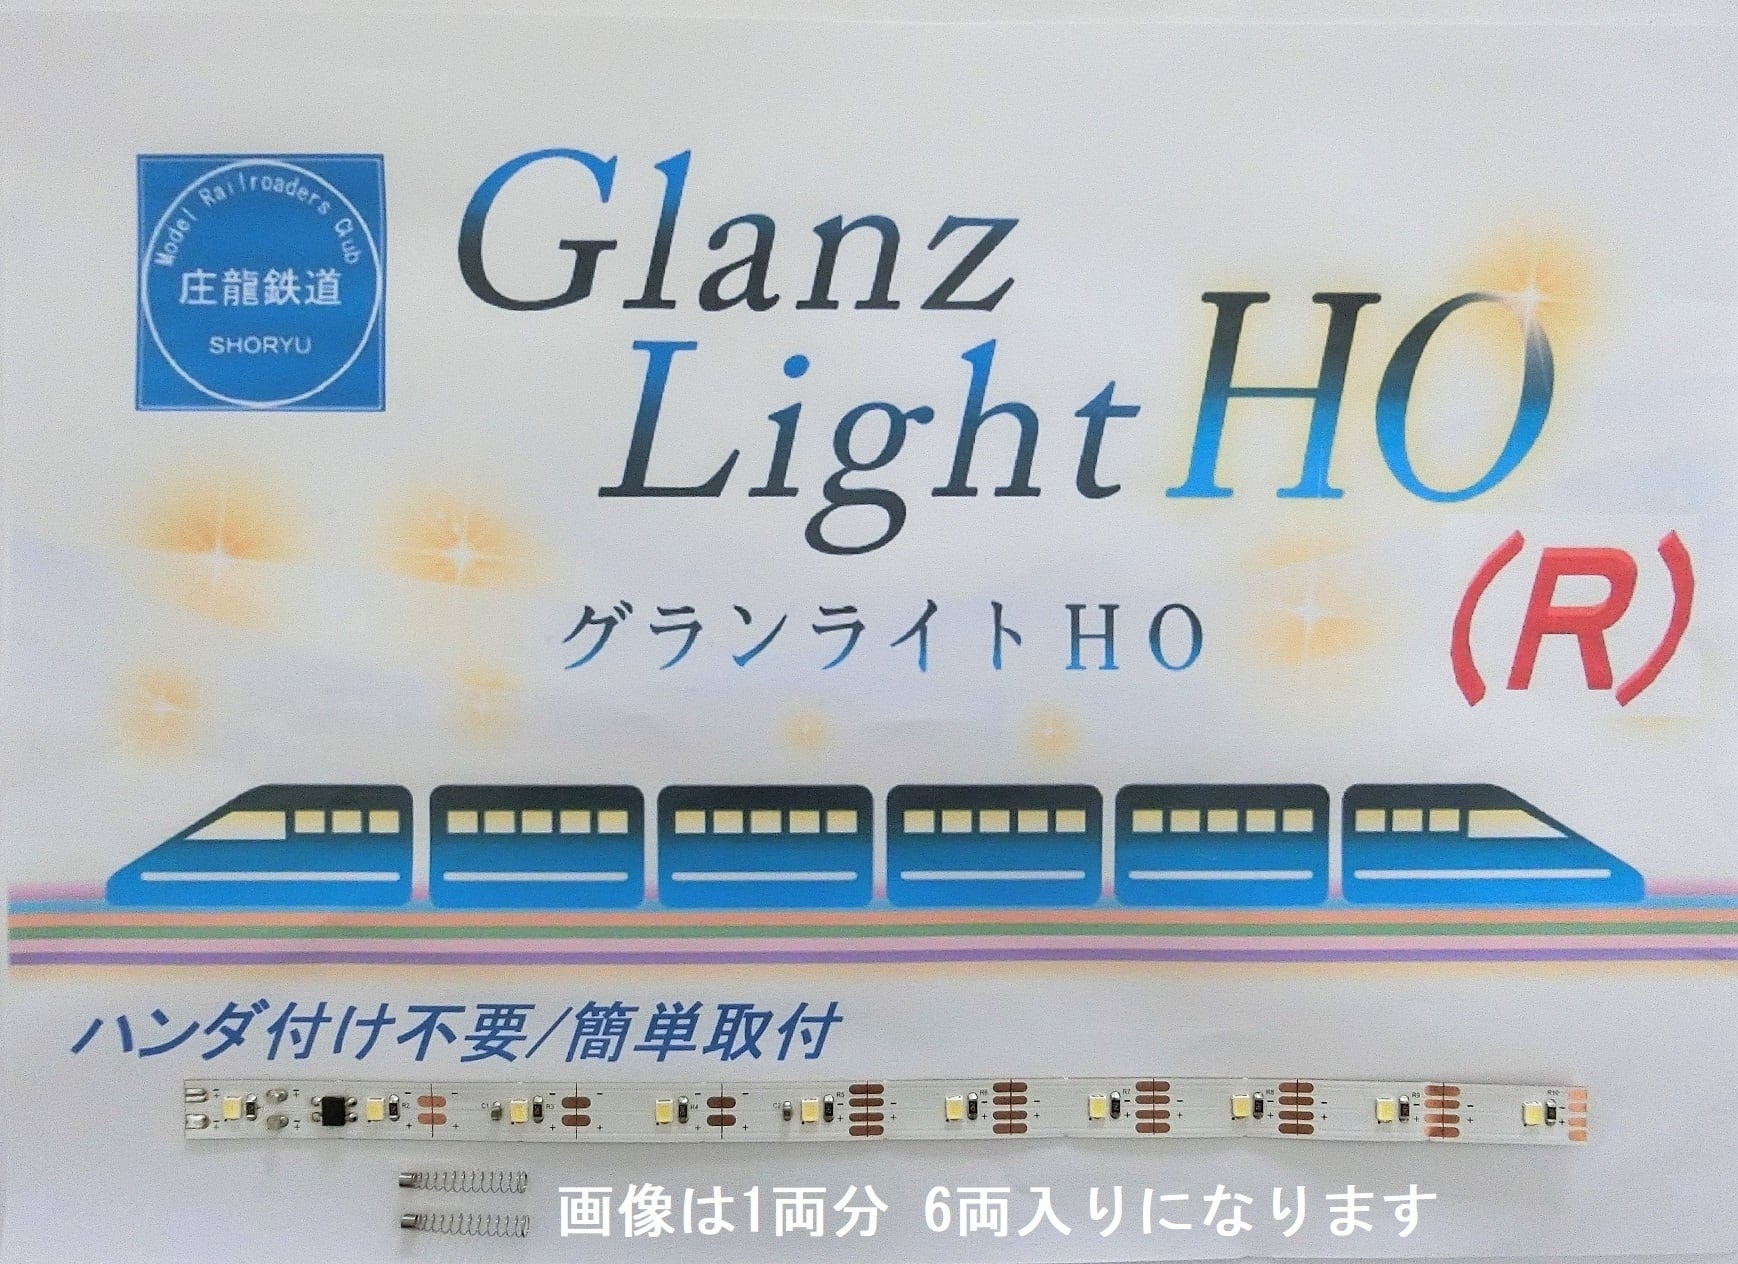 Model Railroaders Club
庄龍鉄道
SHORYU
Glanz
Light HO
グランライトHO
(R)
ハンダ付け不要/簡単取付
画像は1両分 6両入りになります